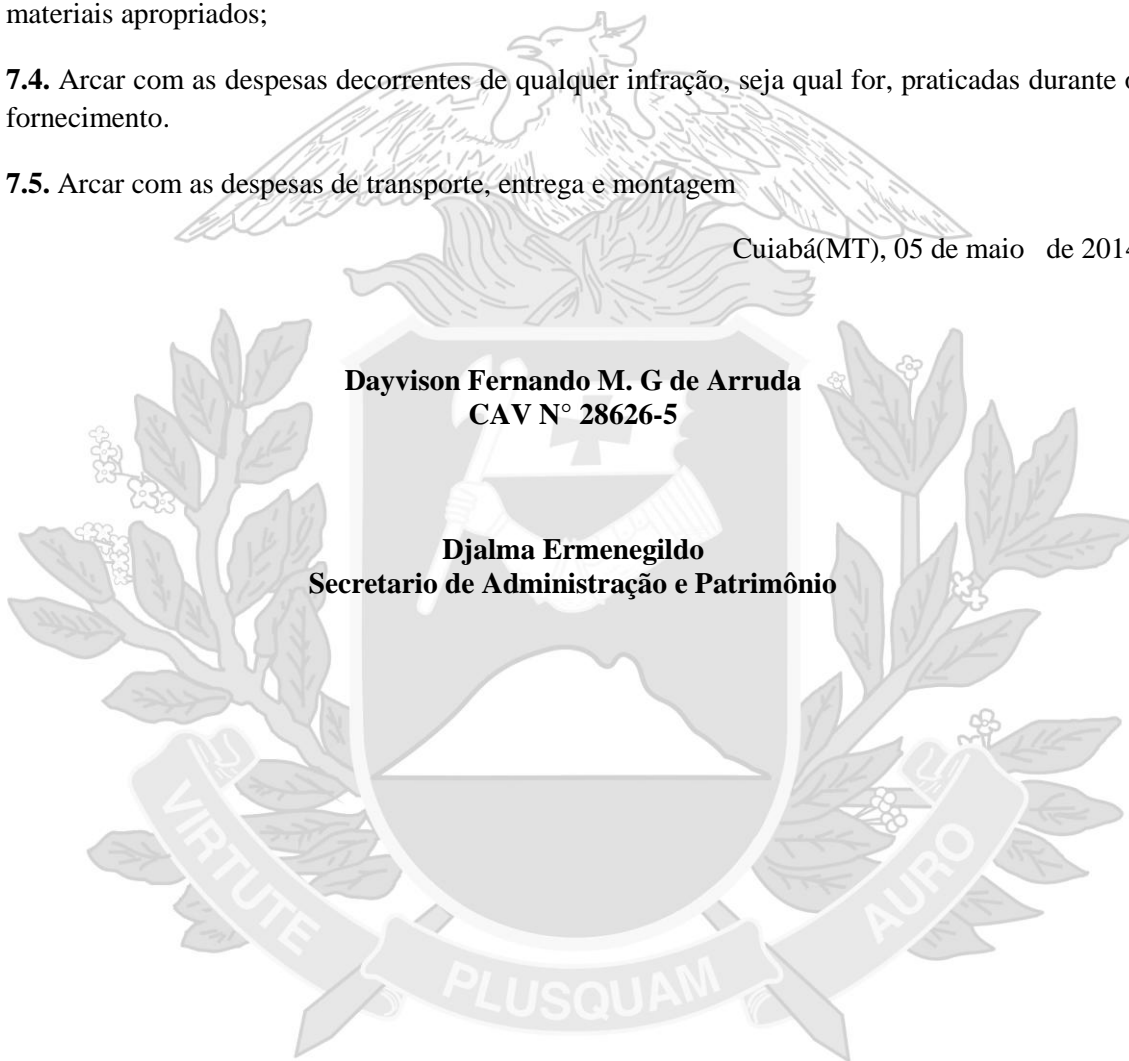 materiais apropriados;
7.4. Arcar com as despesas decorrentes de qualquer infração, seja qual for, praticadas durante o
fornecimento.
7.5. Arcar com as despesas de transporte, entrega e montagem
Cuiabá(MT), 05 de maio de 2014
Dayvison Fernando M. G de Arruda
CAV N° 28626-5
Djalma Ermenegildo
Secretario de Administração e Patrimônio
VIRTUTE PLUSQUAM AURO